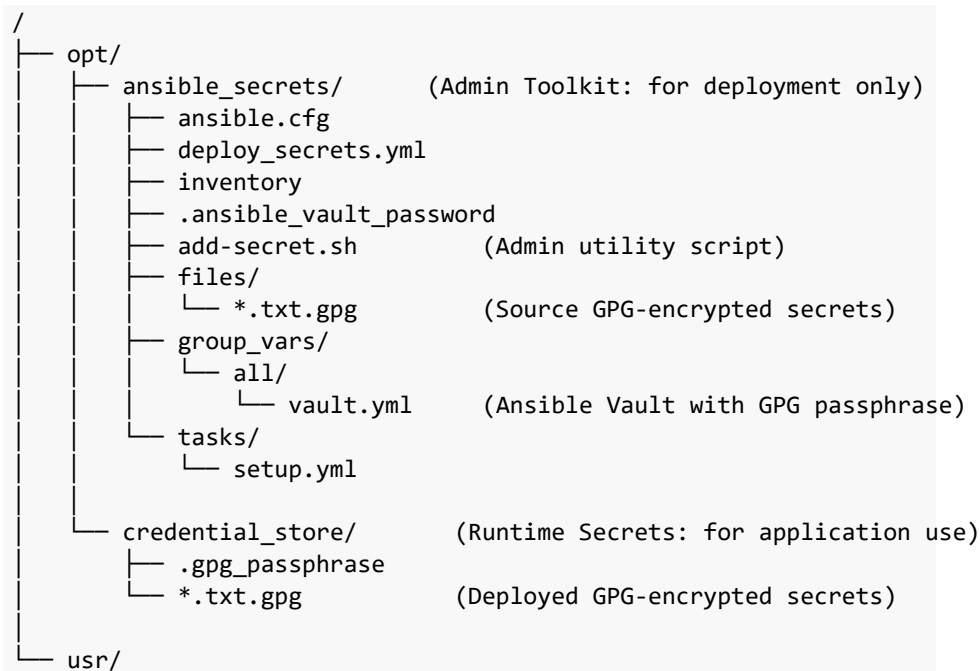 /
├── opt/
│   ├── ansible_secrets/      (Admin Toolkit: for deployment only)
│   │   ├── ansible.cfg
│   │   ├── deploy_secrets.yml
│   │   ├── inventory
│   │   ├── .ansible_vault_password
│   │   ├── add-secret.sh         (Admin utility script)
│   │   ├── files/
│   │   │   └── *.txt.gpg         (Source GPG-encrypted secrets)
│   │   ├── group_vars/
│   │   │   └── all/
│   │   │       └── vault.yml     (Ansible Vault with GPG passphrase)
│   │   └── tasks/
│   │       └── setup.yml
│   │
│   └── credential_store/       (Runtime Secrets: for application use)
│       ├── .gpg_passphrase
│       └── *.txt.gpg           (Deployed GPG-encrypted secrets)
│
└── usr/